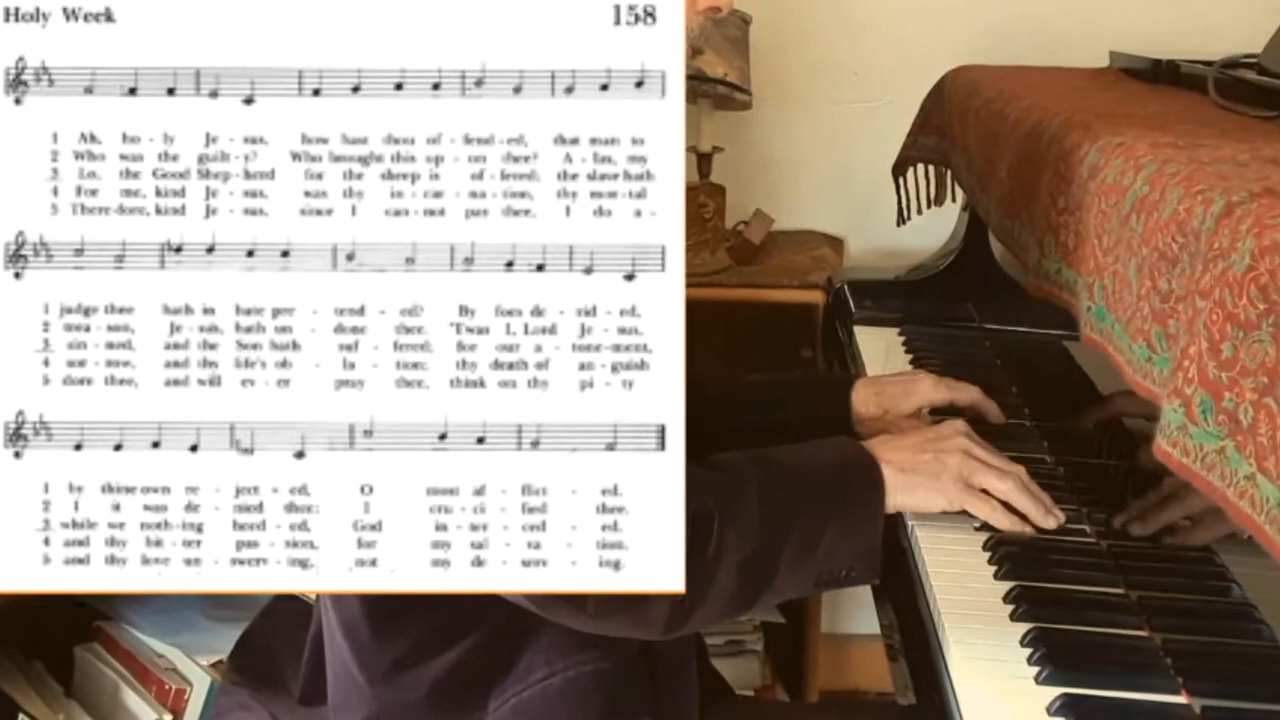 Holy Week 158
1 Ah, ho - ly Je - sus, how hast thou of - fend - ed, that man to
2 Who was the guilt - y? Who brought this up - on thee? A - las, my
3 Lo, the Good Shep - herd for the sheep is of - fered; the slave hath
4 For me, kind Je - sus, was thy in - car - na - tion, thy mor - tal
5 There-fore, kind Je - sus, since I can - not pay thee, I do a -
1 judge thee hath in hate pre - tend - ed? By foes de - rid - ed,
2 trea - son, Je - sus, hath un - done thee. 'Twas I, Lord Je - sus,
3 sin - ned, and the Son hath suf - fered; for our a - tone-ment,
4 sor - row, and thy life's ob - la - tion; thy death of an - guish
5 dore thee, and will ev - er pray thee, think on thy pi - ty
1 by thine own re - ject - ed, O most af - flict - ed.
2 I it was de - nied thee: I cru - ci - fied thee.
3 while we noth - ing heed - ed, God in - ter - ced - ed.
4 and thy bit - ter pas - sion, for my sal - va - tion.
5 and thy love un - swerv - ing, not my de - serv - ing.